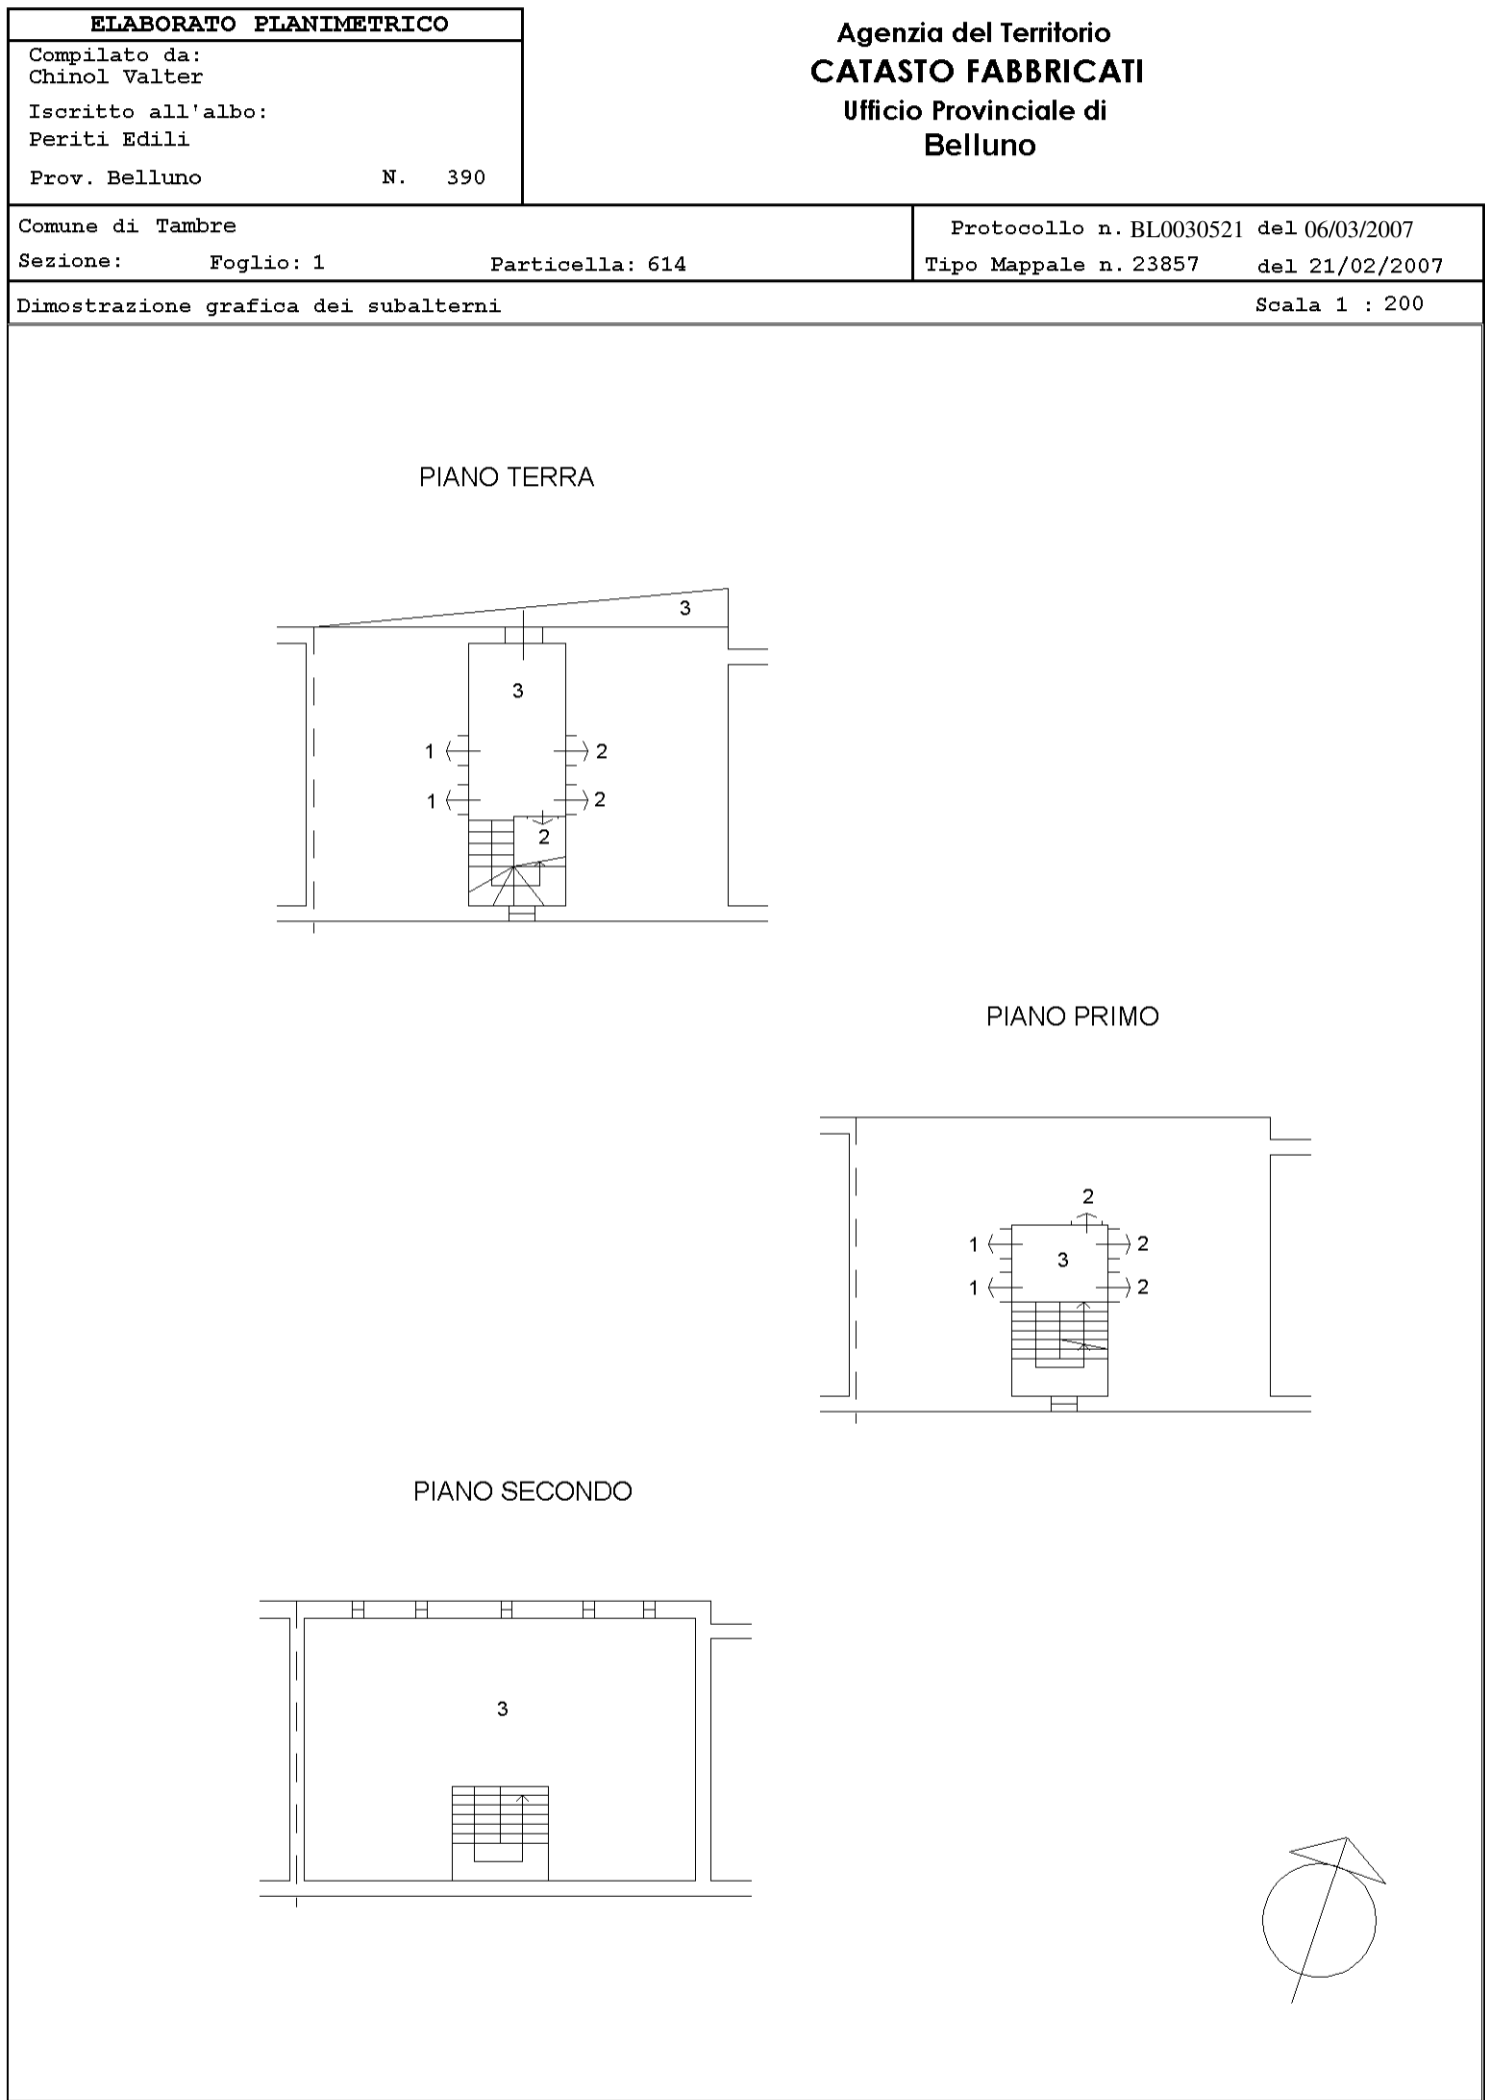 ELABORATO PLANIMETRICO
Compilato da:
Chinol Valter
Iscritto all'albo:
Periti Edili
Prov. Belluno N. 390
Agenzia del Territorio
CATASTO FABBRICATI
Ufficio Provinciale di
Belluno
Comune di Tambre
Sezione: Foglio: 1 Particella: 614
Protocollo n. BL0030521 del 06/03/2007
Tipo Mappale n. 23857 del 21/02/2007
Dimostrazione grafica dei subalterni Scala 1 : 200
PIANO TERRA
3
3
1 2
1 2
2
PIANO PRIMO
2
1 2
3
1 2
PIANO SECONDO
3